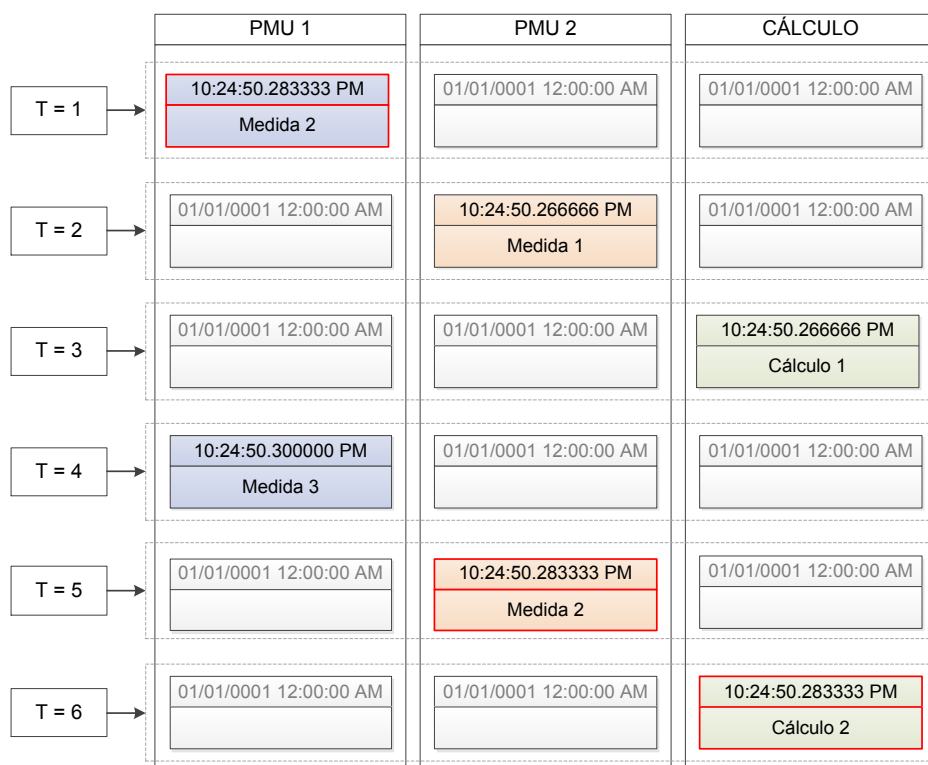 PMU 1
PMU 2
CÁLCULO
T = 1
10:24:50.283333 PM
Medida 2
01/01/0001 12:00:00 AM
01/01/0001 12:00:00 AM
T = 2
01/01/0001 12:00:00 AM
10:24:50.266666 PM
Medida 1
01/01/0001 12:00:00 AM
T = 3
01/01/0001 12:00:00 AM
01/01/0001 12:00:00 AM
10:24:50.266666 PM
Cálculo 1
T = 4
10:24:50.300000 PM
Medida 3
01/01/0001 12:00:00 AM
01/01/0001 12:00:00 AM
T = 5
01/01/0001 12:00:00 AM
10:24:50.283333 PM
Medida 2
01/01/0001 12:00:00 AM
T = 6
01/01/0001 12:00:00 AM
01/01/0001 12:00:00 AM
10:24:50.283333 PM
Cálculo 2